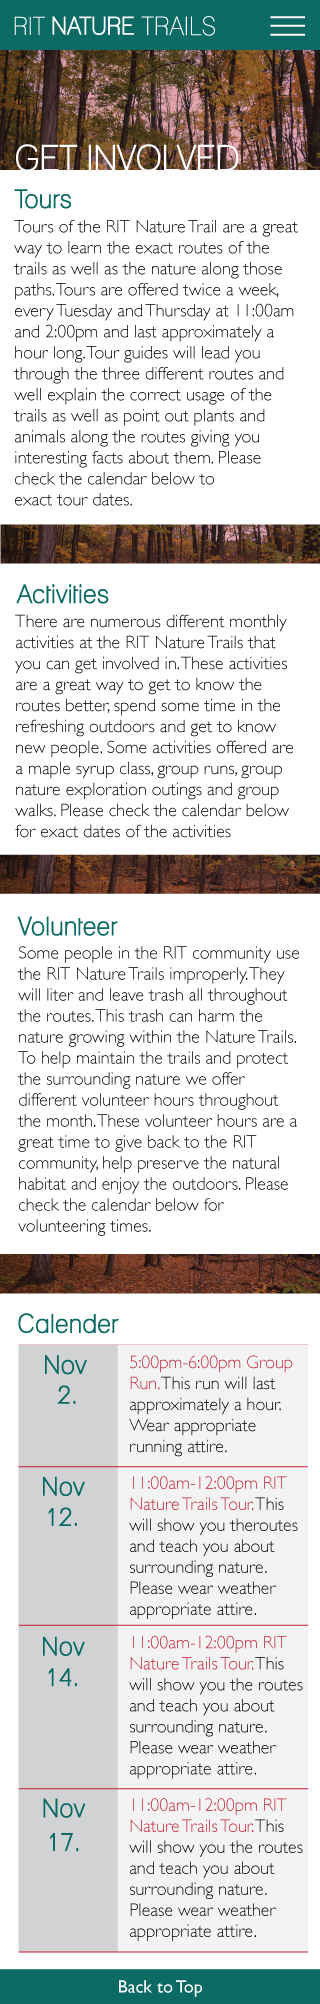 RIT NATURE TRAILS
GET INVOLVED
Tours
Tours of the RIT Nature Trail are a great
way to learn the exact routes of the
trails as well as the nature along those
paths. Tours are offered twice a week,
every Tuesday and Thursday at 11:00am
and 2:00pm and last approximately a
hour long. Tour guides will lead you
through the three different routes and
well explain the correct usage of the
trails as well as point out plants and
animals along the routes giving you
interesting facts about them. Please
check the calendar below to
exact tour dates.
Activities
There are numerous different monthly
activities at the RIT Nature Trails that
you can get involved in. These activities
are a great way to get to know the
routes better, spend some time in the
refreshing outdoors and get to know
new people. Some activities offered are
a maple syrup class, group runs, group
nature exploration outings and group
walks. Please check the calendar below
for exact dates of the activities
Volunteer
Some people in the RIT community use
the RIT Nature Trails improperly. They
will liter and leave trash all throughout
the routes. This trash can harm the
nature growing within the Nature Trails.
To help maintain the trails and protect
the surrounding nature we offer
different volunteer hours throughout
the month. These volunteer hours are a
great time to give back to the RIT
community, help preserve the natural
habitat and enjoy the outdoors. Please
check the calendar below for
volunteering times.
Calender
Nov
2.
5:00pm-6:00pm Group
Run. This run will last
approximately a hour.
Wear appropriate
running attire.
Nov
12.
11:00am-12:00pm RIT
Nature Trails Tour. This
will show you theroutes
and teach you about
surrounding nature.
Please wear weather
appropriate attire.
Nov
14.
11:00am-12:00pm RIT
Nature Trails Tour. This
will show you the routes
and teach you about
surrounding nature.
Please wear weather
appropriate attire.
Nov
17.
11:00am-12:00pm RIT
Nature Trails Tour. This
will show you the routes
and teach you about
surrounding nature.
Please wear weather
appropriate attire.
Back to Top